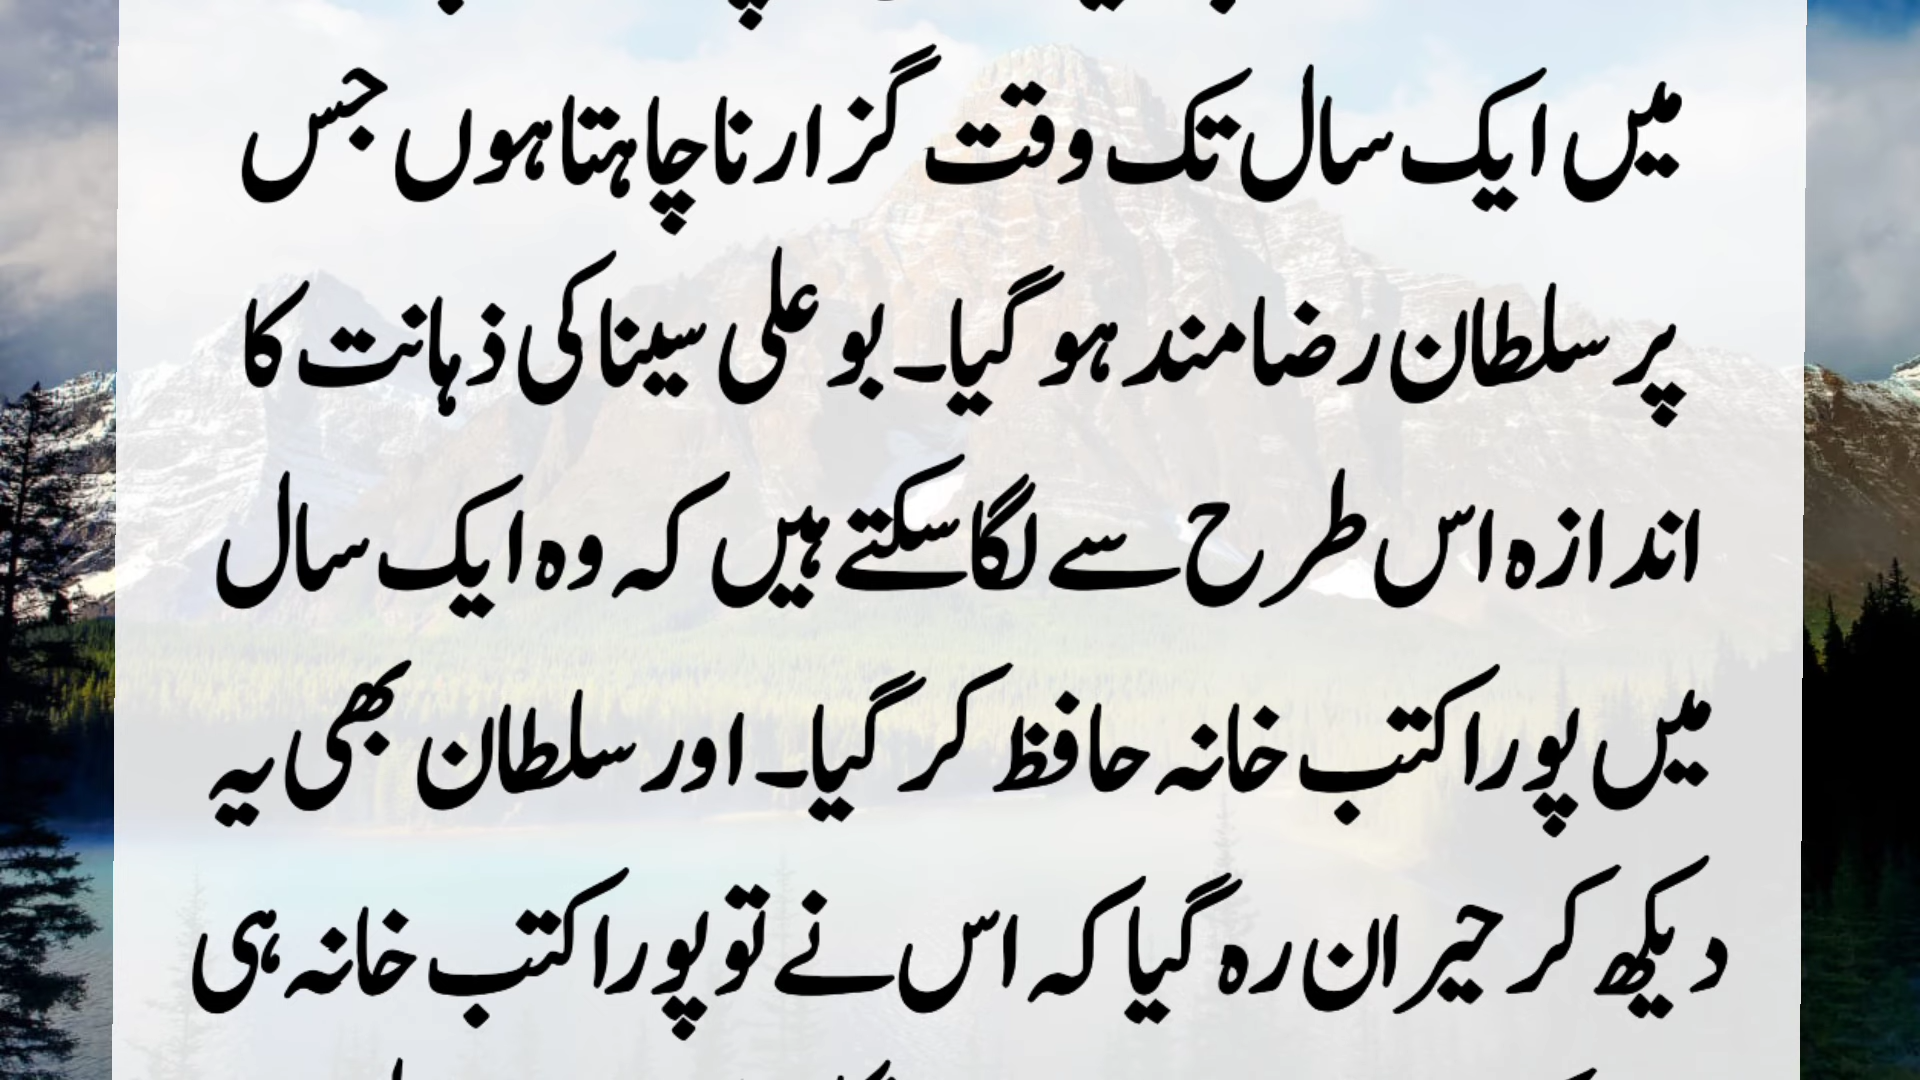 میں ایک سال تک وقت گزارنا چاہتا ہوں جس
پر سلطان رضامند ہو گیا۔ بو علی سینا کی ذہانت کا
اندازہ اس طرح سے لگا سکتے ہیں کہ وہ ایک سال
میں پورا کتب خانہ حافظ کر گیا۔ اور سلطان بھی یہ
دیکھ کر حیران رہ گیا کہ اس نے تو پورا کتب خانہ ہی